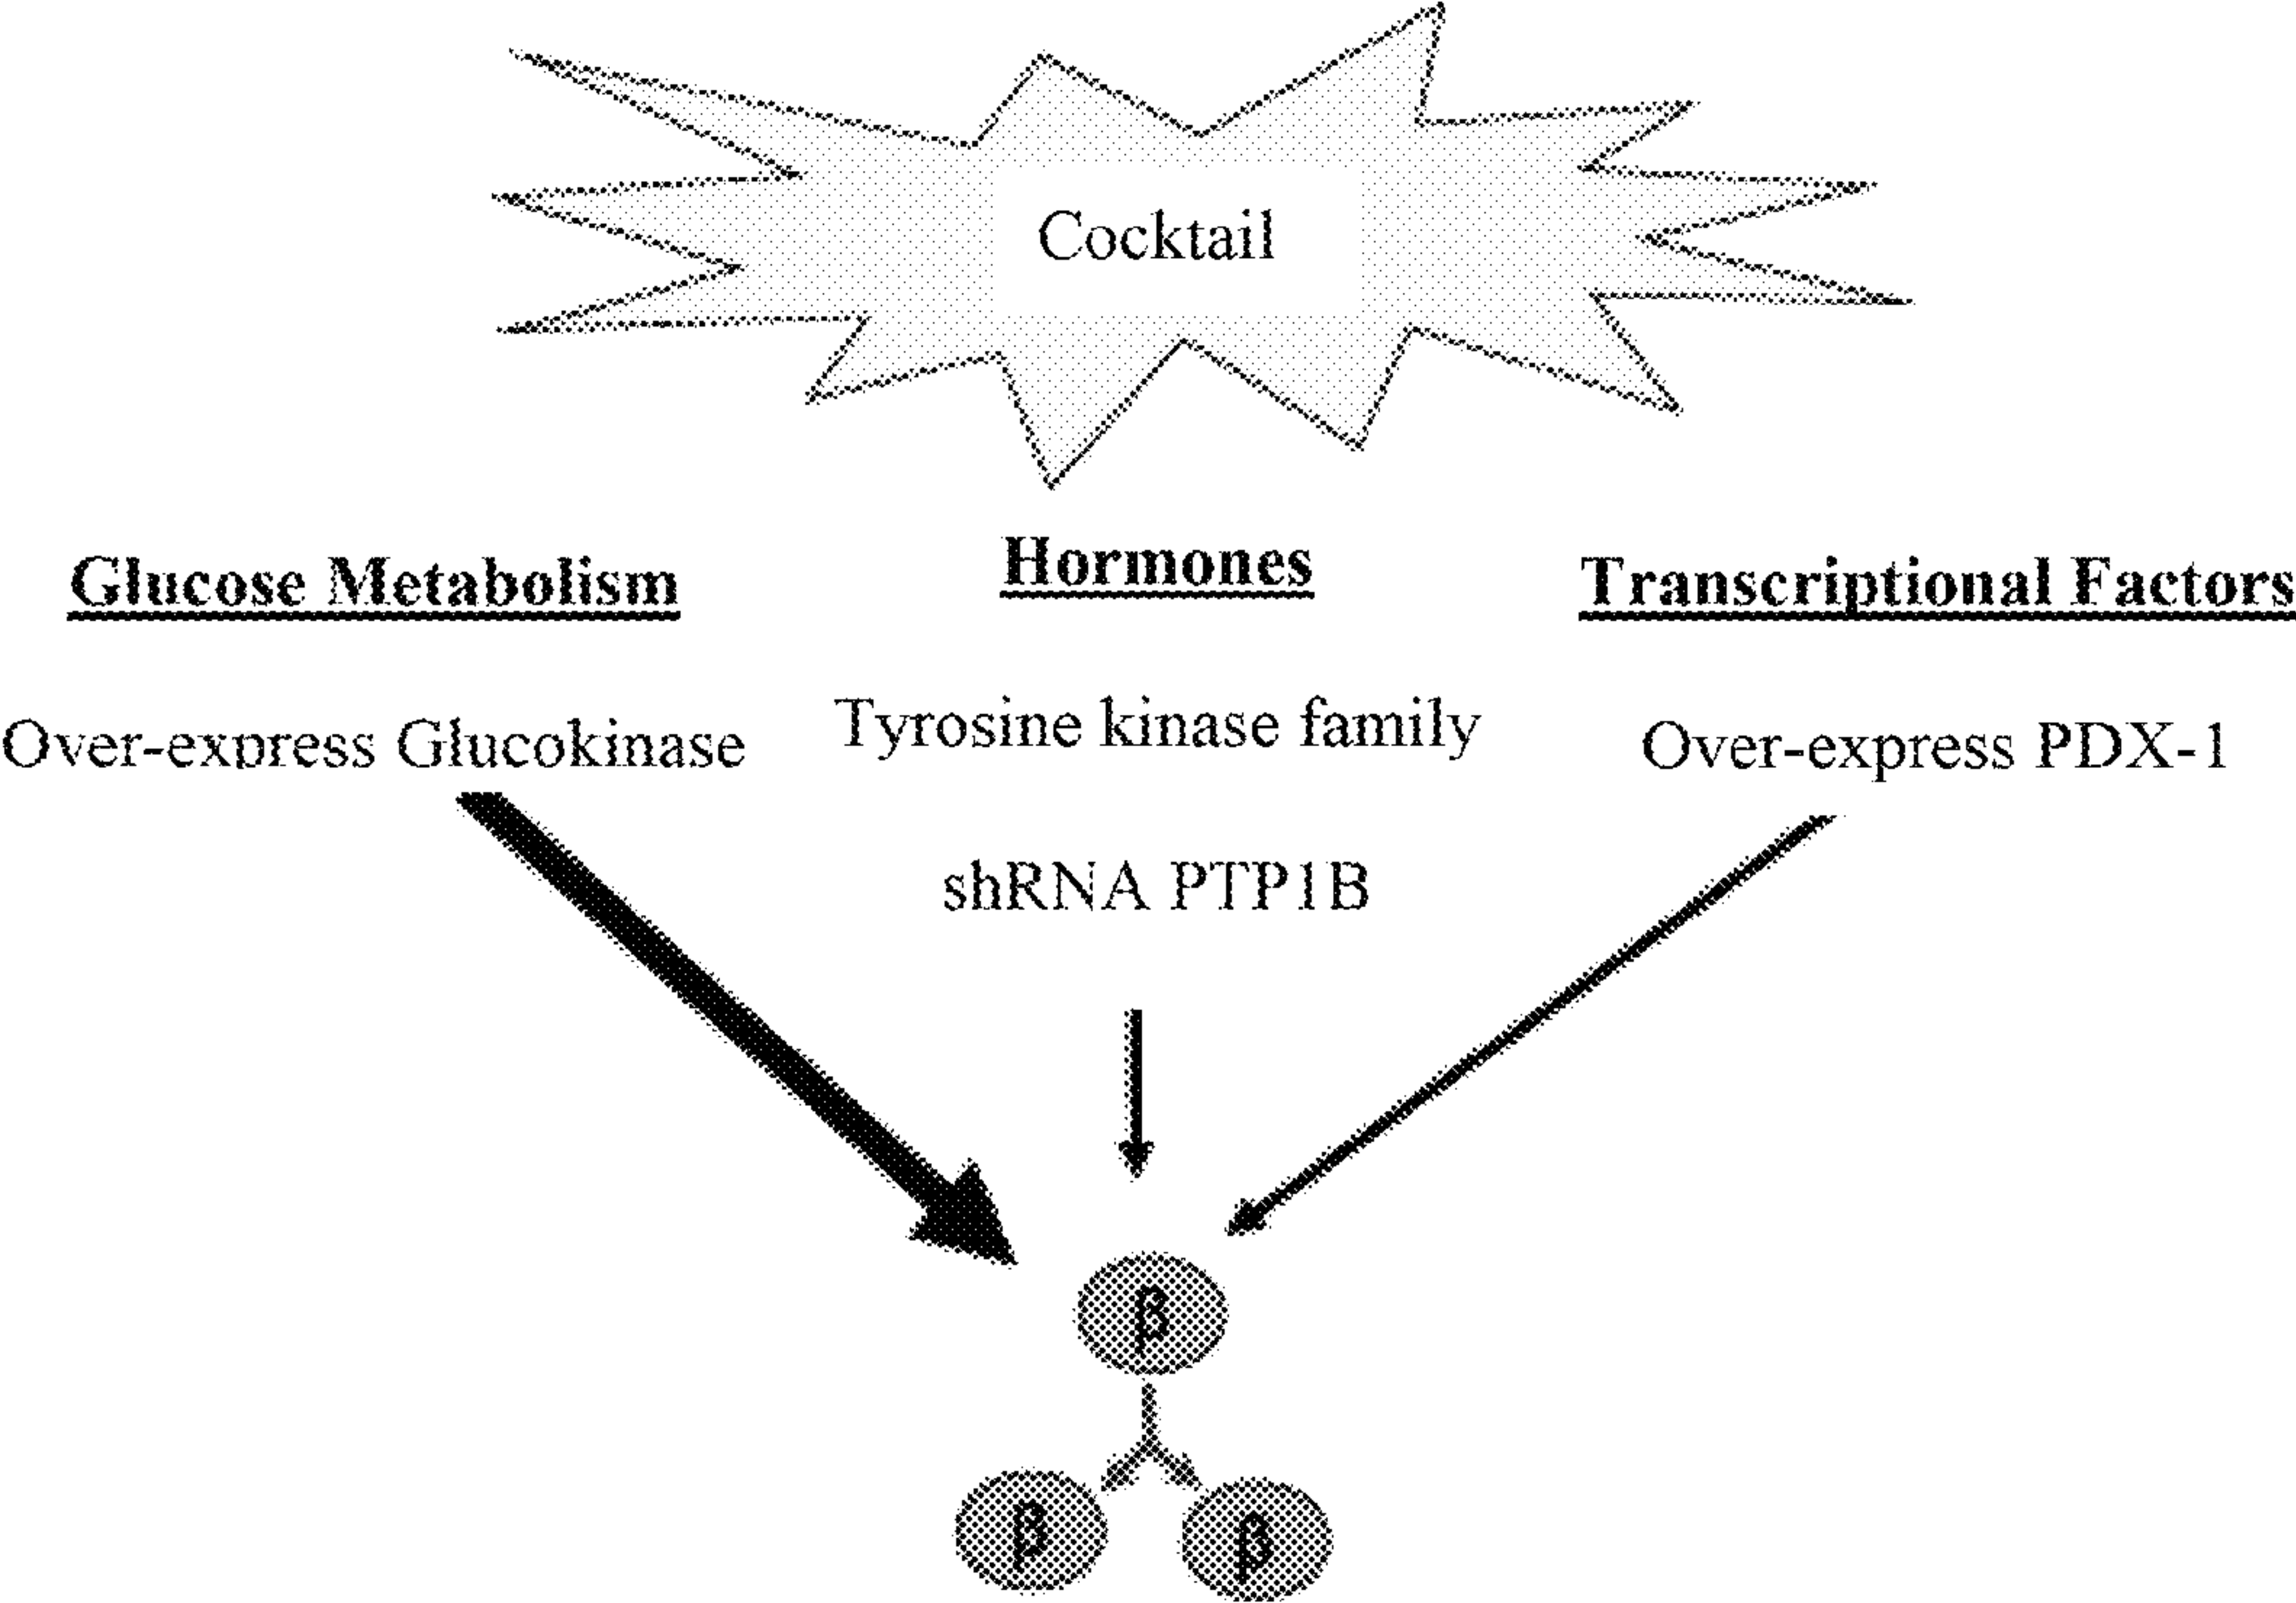 Cocktail
Glucose Metabolism
Hormones
Transcriptional Factors
Over-express Glucokinase
Tyrosine kinase family
Over-express PDX-1
shRNA PTP1B
β
β
β